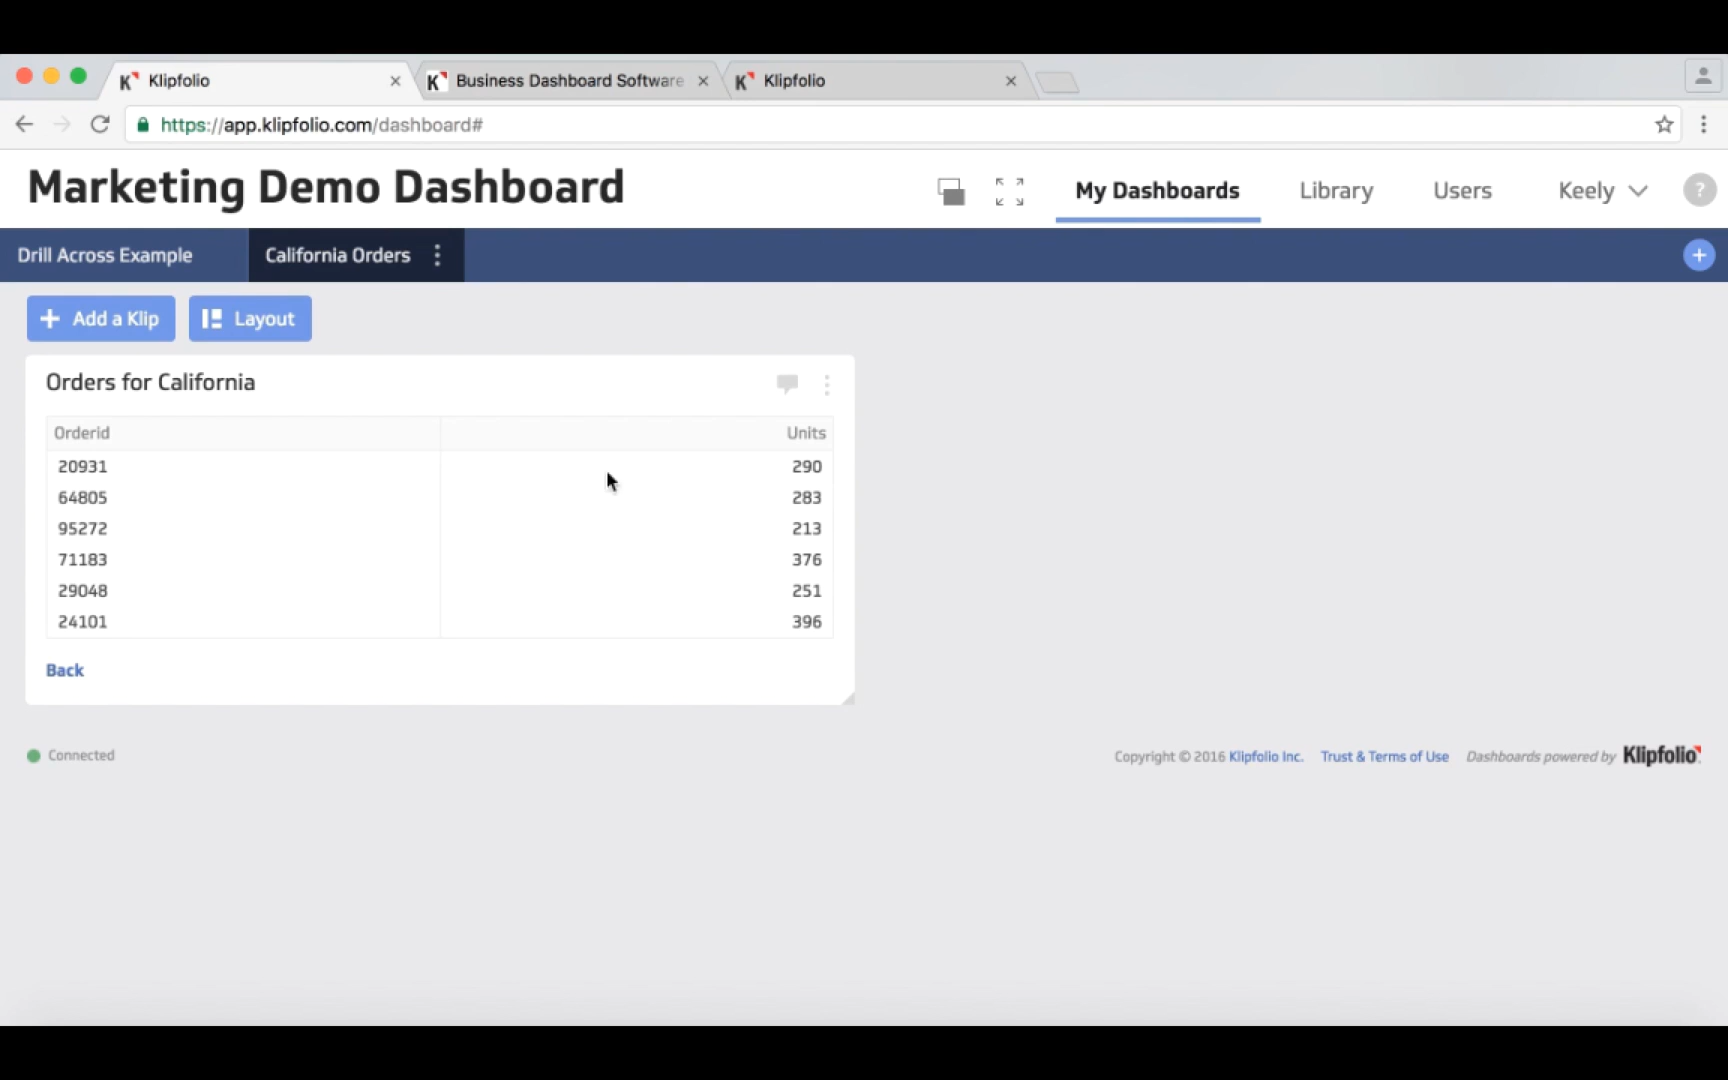 Klipfolio
Business Dashboard Software
Klipfolio
https://app.klipfolio.com/dashboard#
Marketing Demo Dashboard
My Dashboards
Library
Users
Keely
?
Drill Across Example
California Orders
+
+ Add a Klip
Layout
Orders for California
Orderid Units
20931 290
64805 283
95272 213
71183 376
29048 251
24101 396
Back
Connected
Copyright © 2016 Klipfolio Inc. Trust & Terms of Use Dashboards powered by Klipfolio